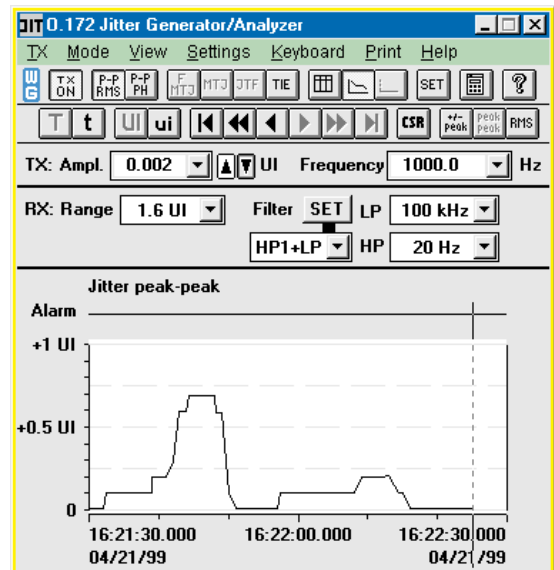 JIT O.172 Jitter Generator/Analyzer
TX Mode View Settings Keyboard Print Help
WG TX ON P-P RMS P-P PH F MTJ MTJ JTF TIE SET ?
T t UI ui CSR +/- Peak peak peak RMS
TX: Ampl. 0.002 UI Frequency 1000.0 Hz
RX: Range 1.6 UI Filter SET LP 100 kHz
HP1+LP HP 20 Hz
Jitter peak-peak
Alarm
+1 UI
+0.5 UI
0
16:21:30.000 16:22:00.000 16:22:30.000
04/21/99 04/21/99